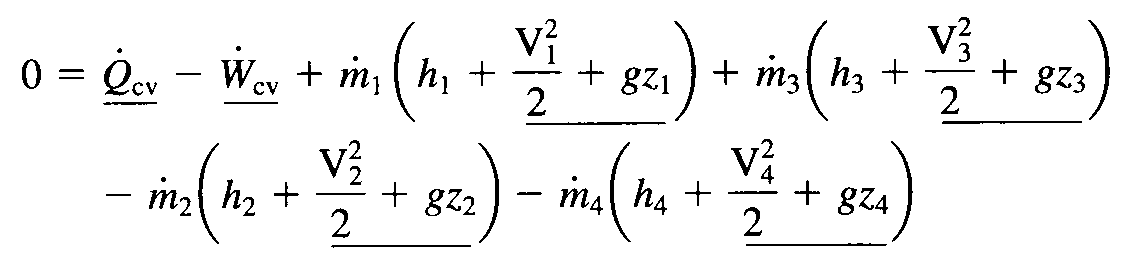 0 = Q̇cv − Ẇcv + ṁ₁(h₁ + V₁²/2 + gz₁) + ṁ₃(h₃ + V₃²/2 + gz₃)
− ṁ₂(h₂ + V₂²/2 + gz₂) − ṁ₄(h₄ + V₄²/2 + gz₄)